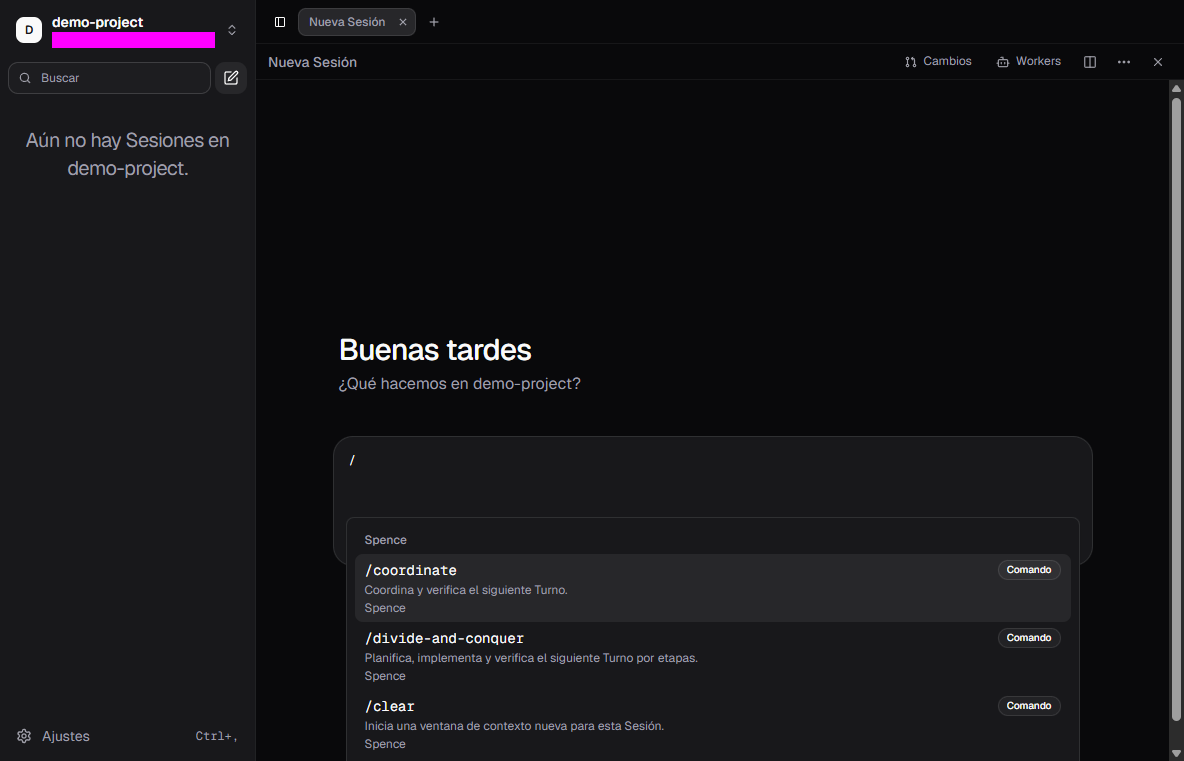 D
demo-project
Buscar
Aún no hay Sesiones en
demo-project.
Ajustes
Ctrl+,
Nueva Sesión
Nueva Sesión
Cambios
Workers
Buenas tardes
¿Qué hacemos en demo-project?
/
Spence
/coordinate
Comando
Coordina y verifica el siguiente Turno.
Spence
/divide-and-conquer
Comando
Planifica, implementa y verifica el siguiente Turno por etapas.
Spence
/clear
Comando
Inicia una ventana de contexto nueva para esta Sesión.
Spence